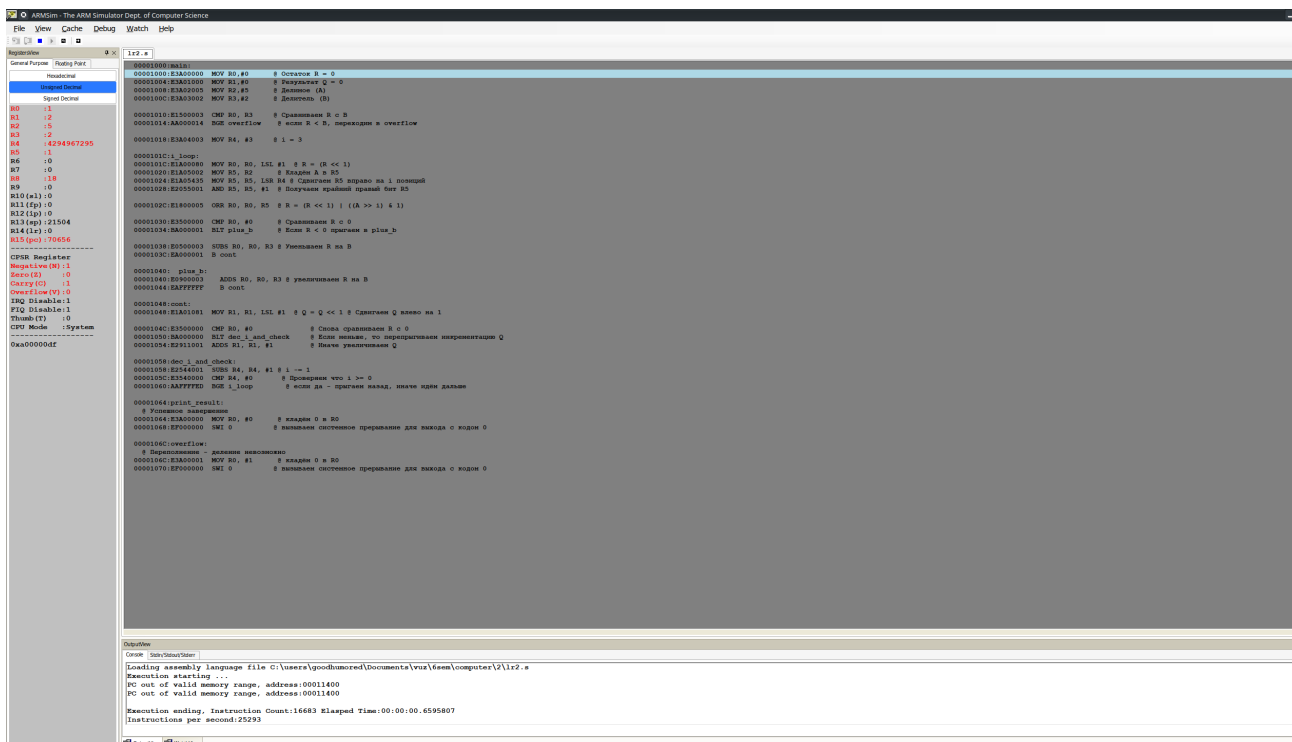 ARMSim - The ARM Simulator Dept. of Computer Science
File View Cache Debug Watch Help
RegistersView
General Purpose Floating Point
Hexadecimal
Unsigned Decimal
Signed Decimal
R0 :1
R1 :2
R2 :5
R3 :2
R4 :4294967295
R5 :1
R6 :0
R7 :0
R8 :18
R9 :0
R10(sl):0
R11(fp):0
R12(ip):0
R13(sp):21504
R14(lr):0
R15(pc):70656
------------------
CPSR Register
Negative(N):1
Zero(Z) :0
Carry(C) :1
Overflow(V):0
IRQ Disable:1
FIQ Disable:1
Thumb(T) :0
CPU Mode :System
------------------
0xa00000df
lr2.s
00001000:main:
00001000:E3A00000 MOV R0,#0 @ Остаток R = 0
00001004:E3A01000 MOV R1,#0 @ Результат Q = 0
00001008:E3A02005 MOV R2,#5 @ Делимое (A)
0000100C:E3A03002 MOV R3,#2 @ Делитель (B)
00001010:E1500003 CMP R0, R3 @ Сравниваем R с B
00001014:AA000014 BGE overflow @ если R < B, переходим в overflow
00001018:E3A04003 MOV R4, #3 @ i = 3
0000101C:i_loop:
0000101C:E1A00080 MOV R0, R0, LSL #1 @ R = (R << 1)
00001020:E1A05002 MOV R5, R2 @ Кладём A в R5
00001024:E1A05435 MOV R5, R5, LSR R4 @ Сдвигаем R5 вправо на i позиций
00001028:E2055001 AND R5, R5, #1 @ Получаем крайний правый бит R5
0000102C:E1800005 ORR R0, R0, R5 @ R = (R << 1) | ((A >> i) & 1)
00001030:E3500000 CMP R0, #0 @ Сравниваем R с 0
00001034:BA000001 BLT plus_b @ Если R < 0 прыгаем в plus_b
00001038:E0500003 SUBS R0, R0, R3 @ Уменьшаем R на B
0000103C:EA000001 B cont
00001040: plus_b:
00001040:E0900003 ADDS R0, R0, R3 @ увеличиваем R на B
00001044:EAFFFFFF B cont
00001048:cont:
00001048:E1A01081 MOV R1, R1, LSL #1 @ Q = Q << 1 @ Сдвигаем Q влево на 1
0000104C:E3500000 CMP R0, #0 @ Снова сравниваем R с 0
00001050:BA000000 BLT dec_i_and_check @ Если меньше, то перепрыгиваем инкрементацию Q
00001054:E2911001 ADDS R1, R1, #1 @ Иначе увеличиваем Q
00001058:dec_i_and_check:
00001058:E2544001 SUBS R4, R4, #1 @ i -= 1
0000105C:E3540000 CMP R4, #0 @ Проверяем что i >= 0
00001060:AAFFFFED BGE i_loop @ если да - прыгаем назад, иначе идём дальше
00001064:print_result:
@ Успешное завершение
00001064:E3A00000 MOV R0, #0 @ кладём 0 в R0
00001068:EF000000 SWI 0 @ вызываем системное прерывание для выхода с кодом 0
0000106C:overflow:
@ Переполнение - деление невозможно
0000106C:E3A00001 MOV R0, #1 @ кладём 0 в R0
00001070:EF000000 SWI 0 @ вызываем системное прерывание для выхода с кодом 0
OutputView
Console Stdin/Stdout/Stderr
Loading assembly language file C:\users\goodhumored\Documents\vuz\6sem\computer\2\lr2.s
Execution starting ...
PC out of valid memory range, address:00011400
PC out of valid memory range, address:00011400
Execution ending, Instruction Count:16683 Elasped Time:00:00:00.6595807
Instructions per second:25293